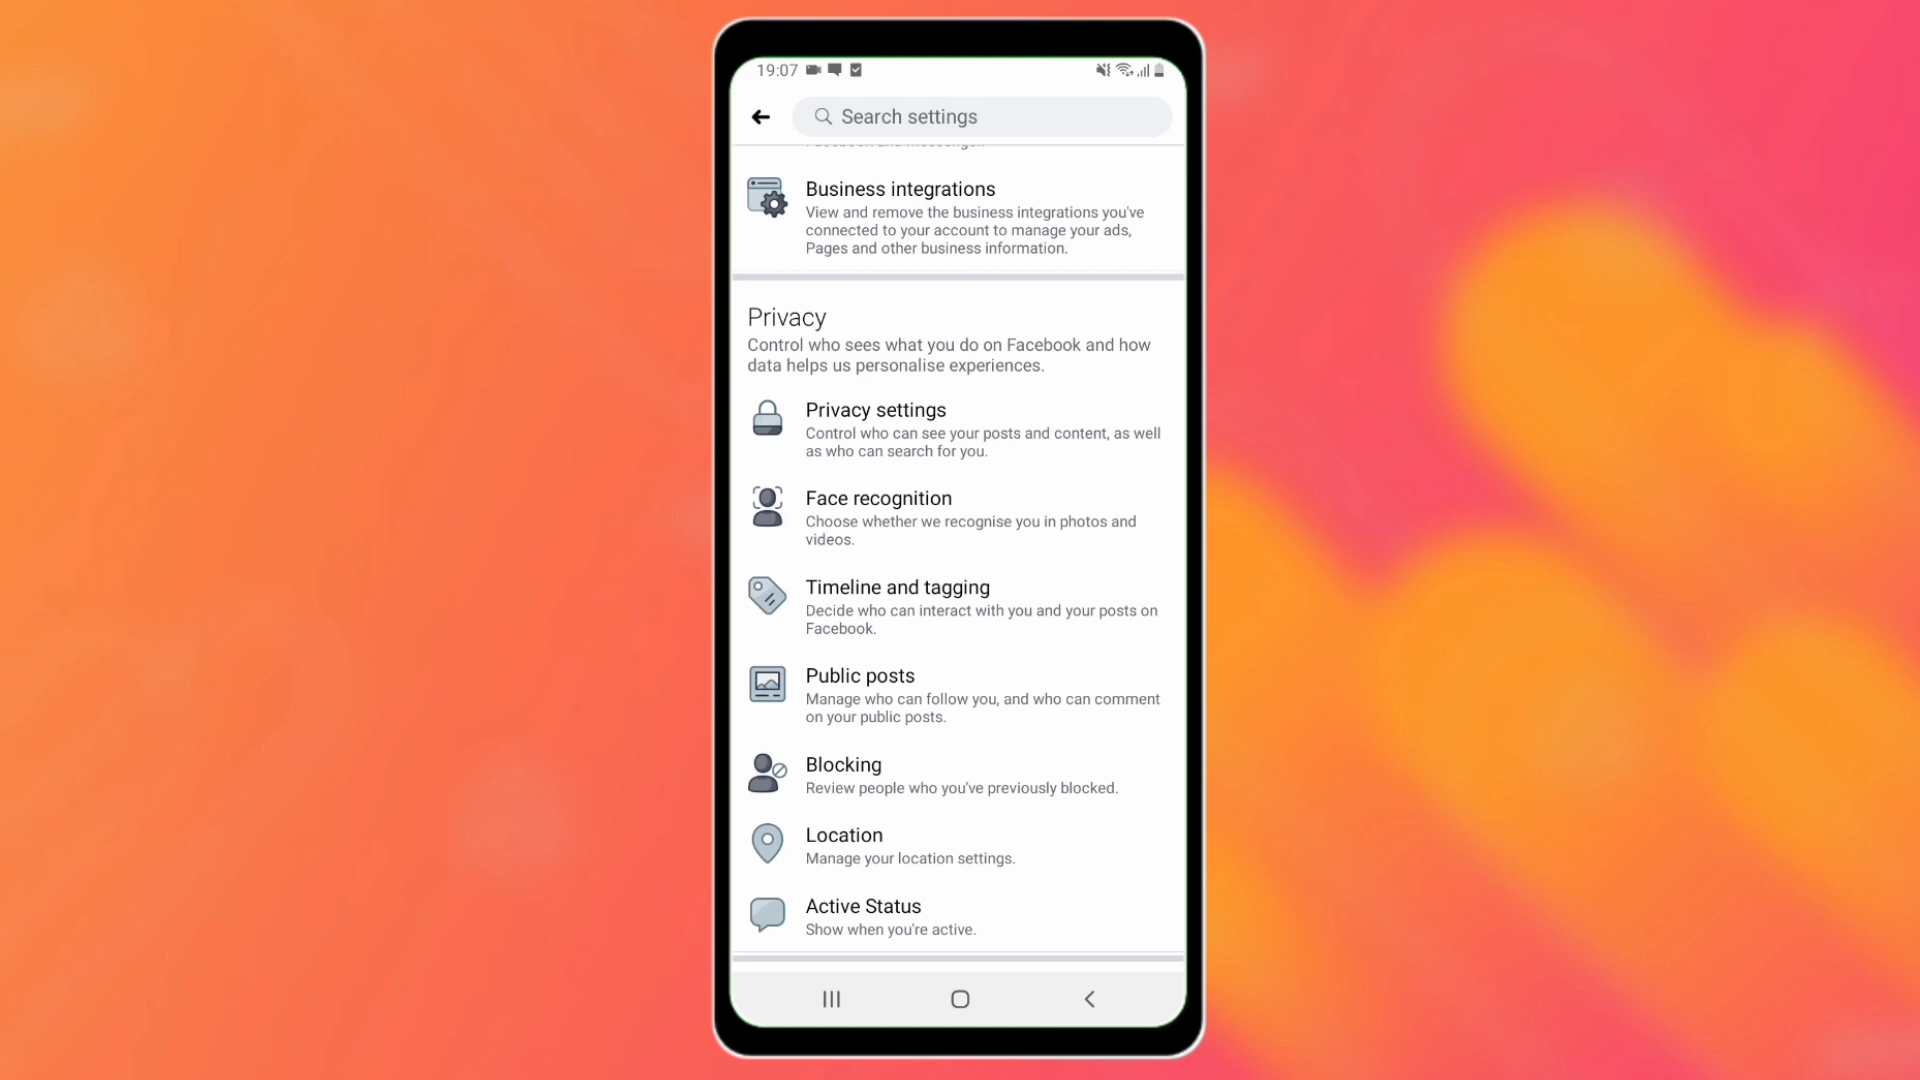 19:07
Search settings
Business integrations
View and remove the business integrations you've
connected to your account to manage your ads,
Pages and other business information.
Privacy
Control who sees what you do on Facebook and how
data helps us personalise experiences.
Privacy settings
Control who can see your posts and content, as well
as who can search for you.
Face recognition
Choose whether we recognise you in photos and
videos.
Timeline and tagging
Decide who can interact with you and your posts on
Facebook.
Public posts
Manage who can follow you, and who can comment
on your public posts.
Blocking
Review people who you've previously blocked.
Location
Manage your location settings.
Active Status
Show when you're active.